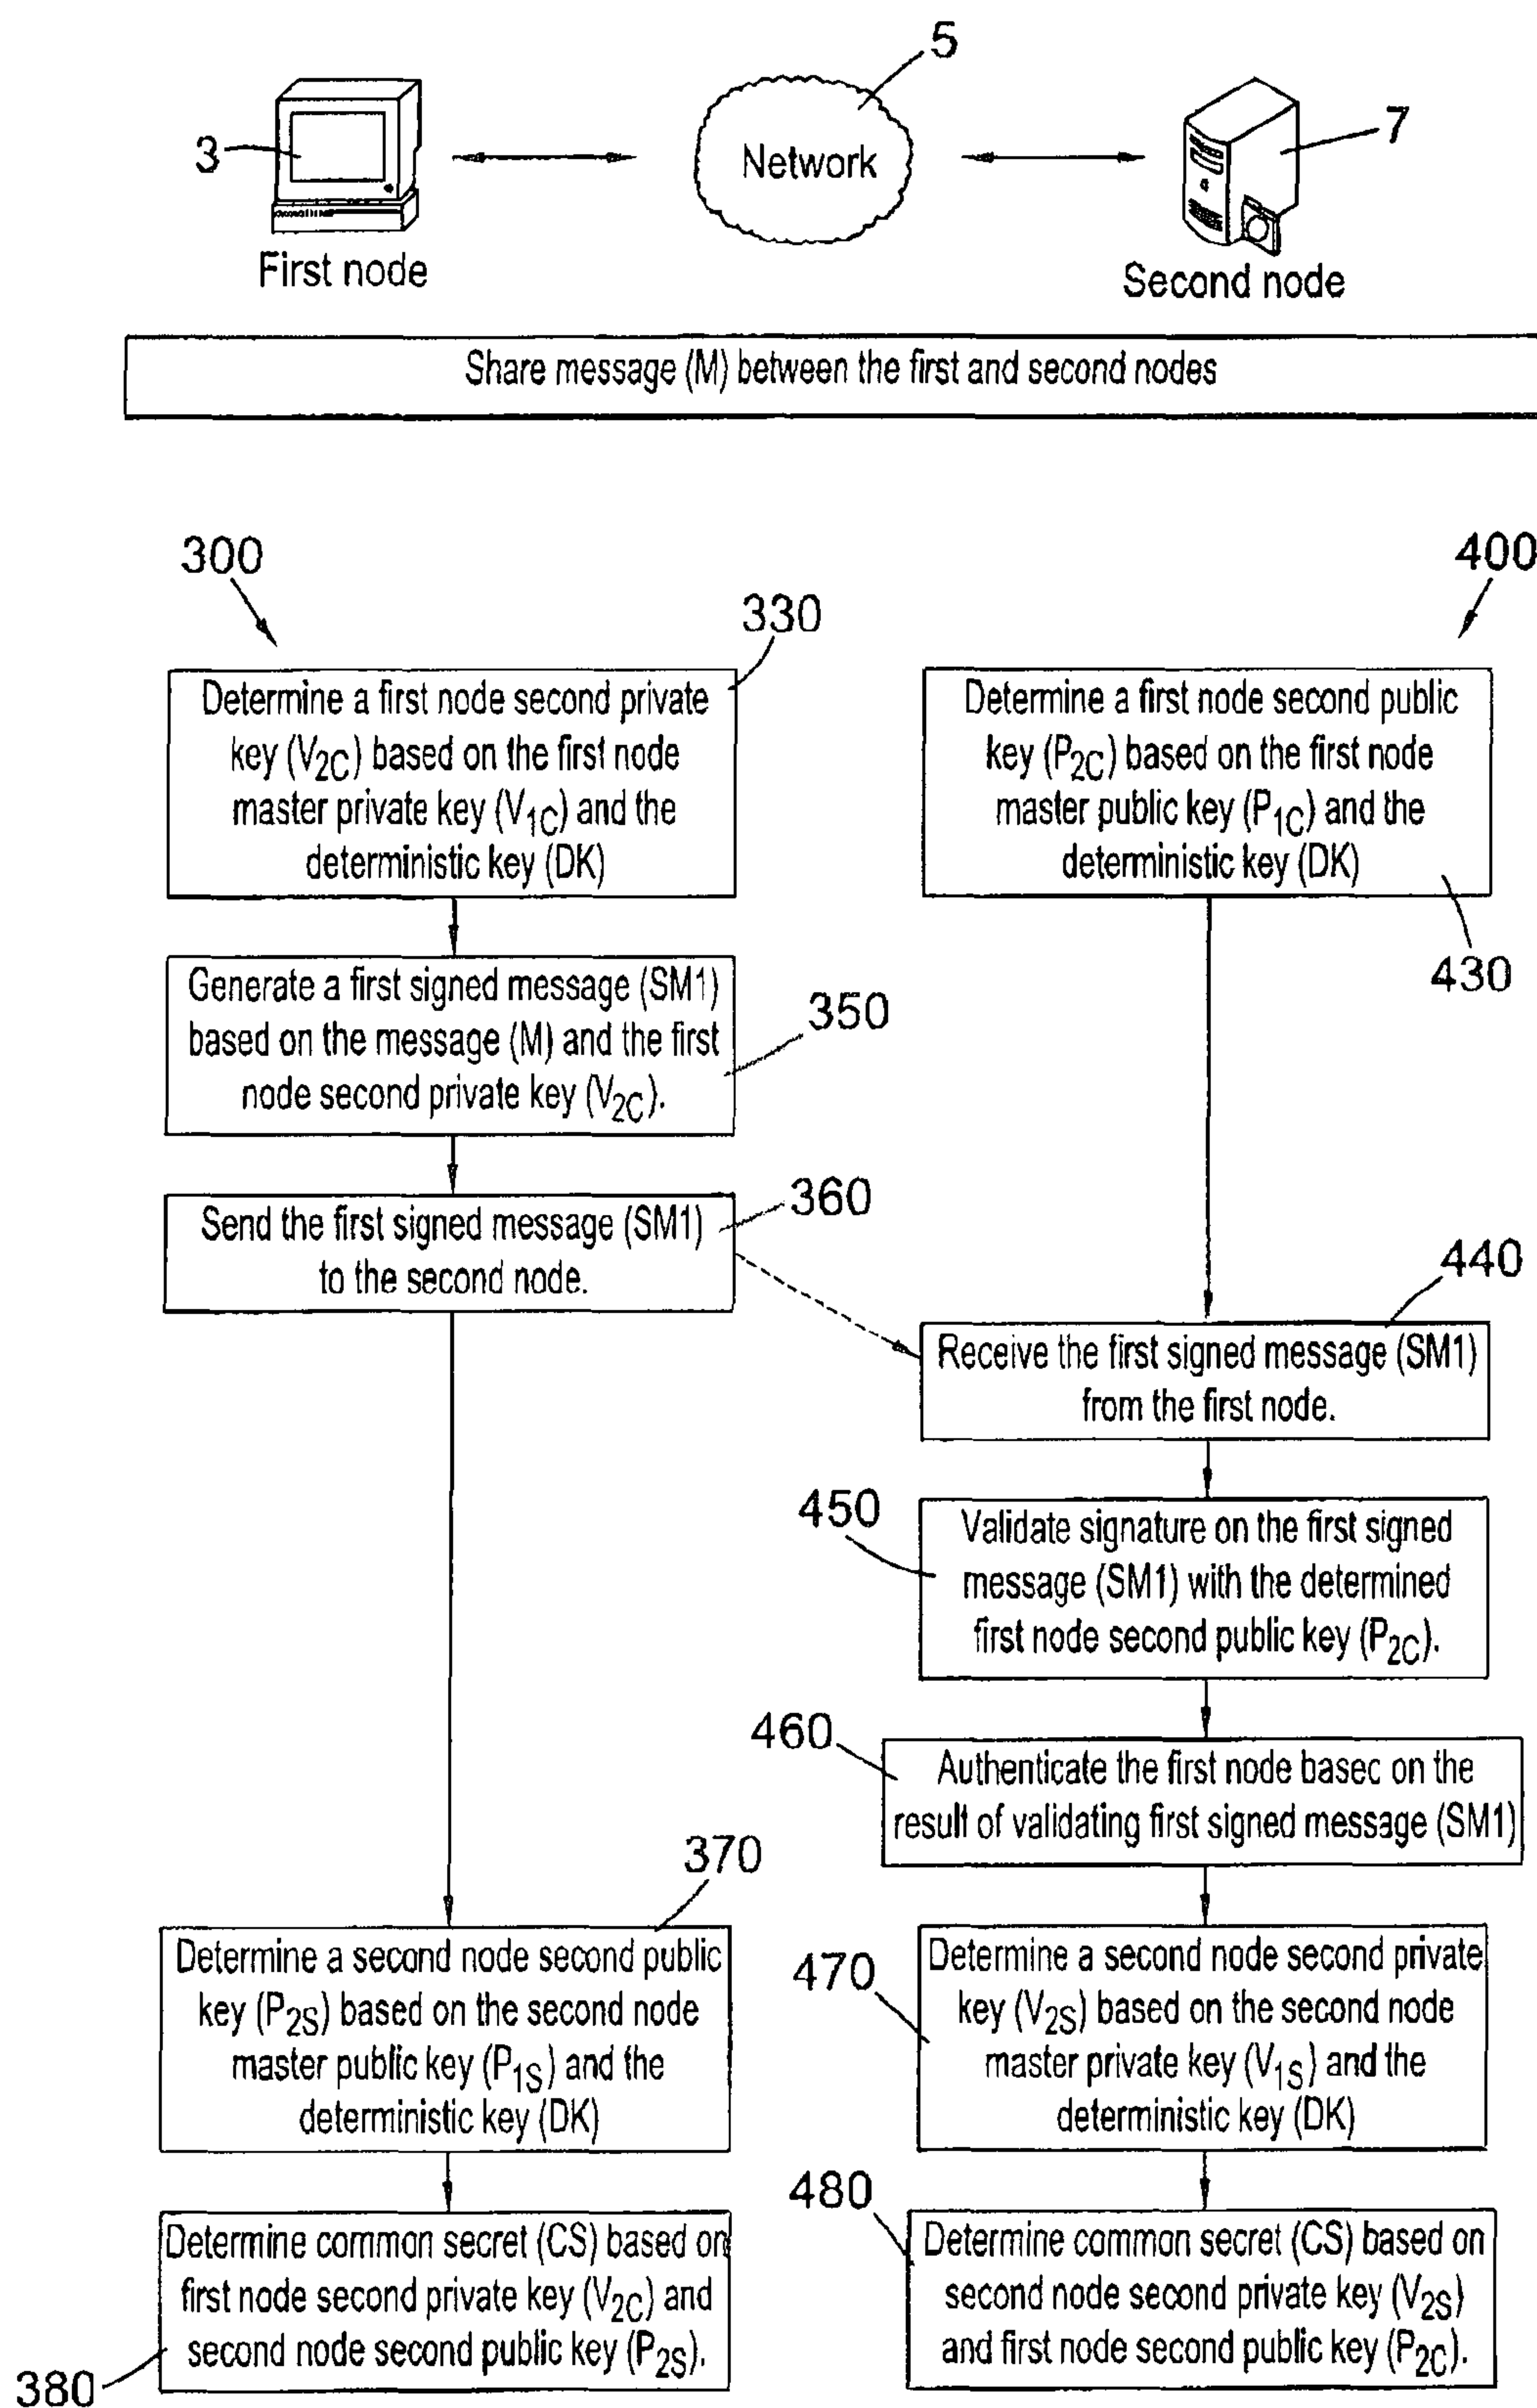 5
3
Network
7
First node
Second node
Share message (M) between the first and second nodes
300
400
330
Determine a first node second private
key (V2C) based on the first node
master private key (V1C) and the
deterministic key (DK)
Determine a first node second public
key (P2C) based on the first node
master public key (P1C) and the
deterministic key (DK)
430
Generate a first signed message (SM1)
based on the message (M) and the first
node second private key (V2C).
350
360
Send the first signed message (SM1)
to the second node.
440
Receive the first signed message (SM1)
from the first node.
450
Validate signature on the first signed
message (SM1) with the determined
first node second public key (P2C).
460
Authenticate the first node basec on the
result of validating first signed message (SM1)
370
Determine a second node second public
key (P2S) based on the second node
master public key (P1S) and the
deterministic key (DK)
470
Determine a second node second private
key (V2S) based on the second node
master private key (V1S) and the
deterministic key (DK)
Determine common secret (CS) based on
first node second private key (V2C) and
second node second public key (P2S).
380
480
Determine common secret (CS) based on
second node second private key (V2S)
and first node second public key (P2C).